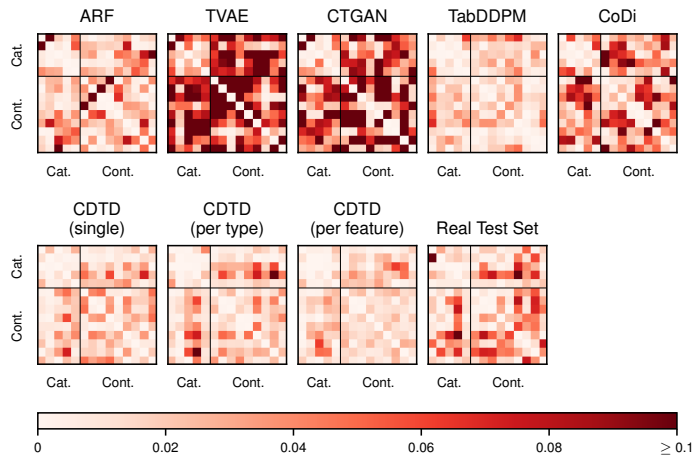 ARF TVAE CTGAN TabDDPM CoDi
Cat.
Cont.
Cat. Cont. Cat. Cont. Cat. Cont. Cat. Cont. Cat. Cont.
CDTD CDTD CDTD
(single) (per type) (per feature) Real Test Set
Cat.
Cont.
Cat. Cont. Cat. Cont. Cat. Cont. Cat. Cont.
0 0.02 0.04 0.06 0.08 ≥ 0.1